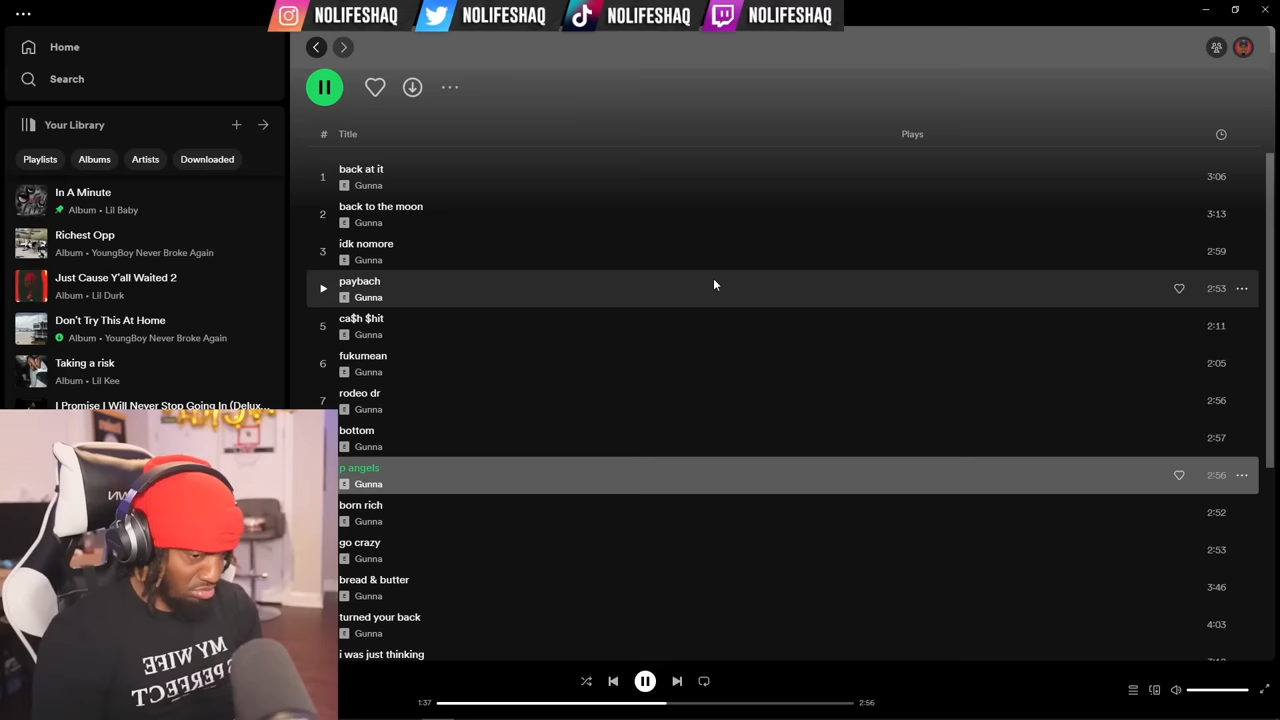 NOLIFESHAQ NOLIFESHAQ NOLIFESHAQ NOLIFESHAQ
Home
Search
Your Library
Playlists Albums Artists Downloaded
In A Minute
Album • Lil Baby
Richest Opp
Album • YoungBoy Never Broke Again
Just Cause Y'all Waited 2
Album • Lil Durk
Don't Try This At Home
Album • YoungBoy Never Broke Again
Taking a risk
Album • Lil Kee
I Promise I Will Never Stop Going In (Delux...
# Title Plays
1 back at it 3:06
E Gunna
2 back to the moon 3:13
E Gunna
3 idk nomore 2:59
E Gunna
paybach 2:53
E Gunna
5 ca$h $hit 2:11
E Gunna
6 fukumean 2:05
E Gunna
7 rodeo dr 2:56
E Gunna
bottom 2:57
E Gunna
p angels 2:56
E Gunna
born rich 2:52
E Gunna
go crazy 2:53
E Gunna
bread & butter 3:46
E Gunna
turned your back 4:03
E Gunna
i was just thinking
1:37 2:56
MY WIFE
PERFECT